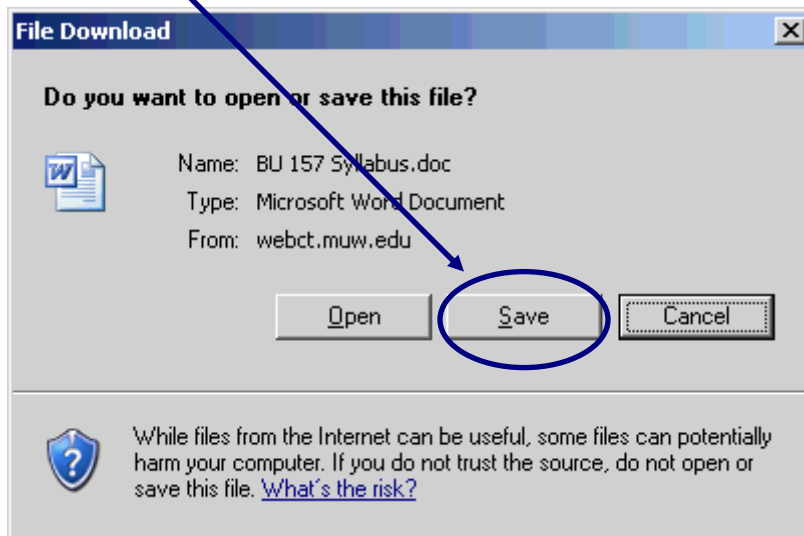 File Download
Do you want to open or save this file?
Name: BU 157 Syllabus.doc
Type: Microsoft Word Document
From: webct.muw.edu
Open Save Cancel
While files from the Internet can be useful, some files can potentially
harm your computer. If you do not trust the source, do not open or
save this file. What's the risk?